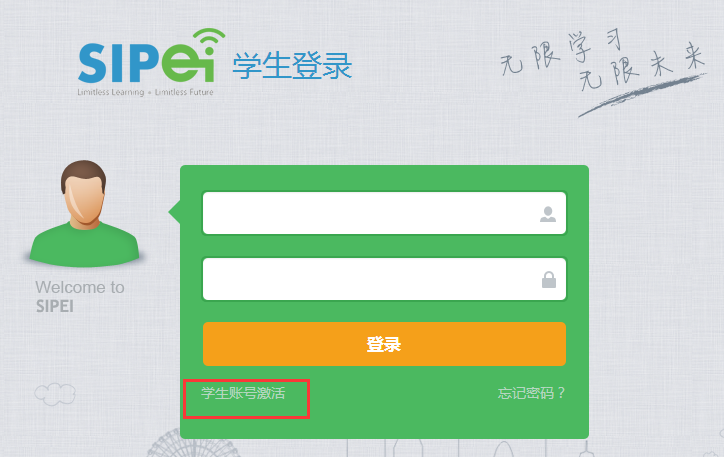 SIPei 学生登录
Limitless Learning + Limitless Future
无限学习
无限未来
Welcome to
SIPEI
登录
学生账号激活
忘记密码？